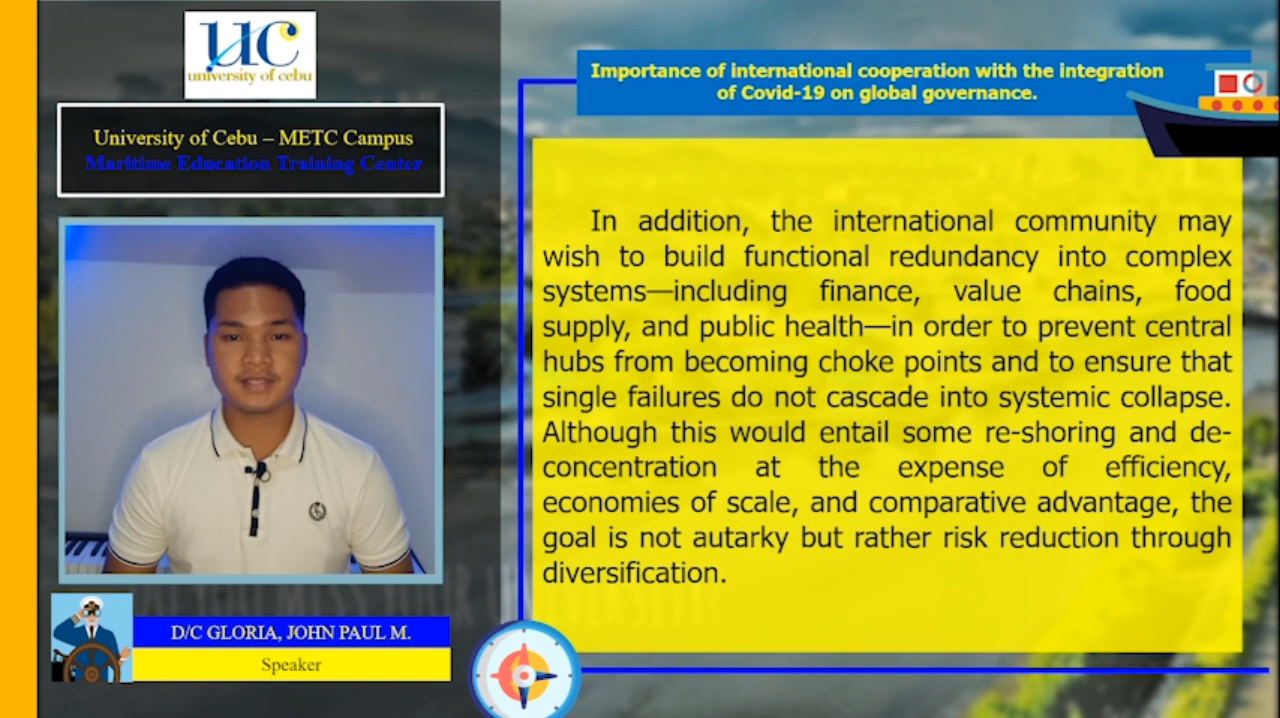 UC
university of cebu
University of Cebu – METC Campus
Maritime Education Training Center
D/C GLORIA, JOHN PAUL M.
Speaker
Importance of international cooperation with the integration
of Covid-19 on global governance.
In addition, the international community may
wish to build functional redundancy into complex
systems—including finance, value chains, food
supply, and public health—in order to prevent central
hubs from becoming choke points and to ensure that
single failures do not cascade into systemic collapse.
Although this would entail some re-shoring and de-
concentration at the expense of efficiency,
economies of scale, and comparative advantage, the
goal is not autarky but rather risk reduction through
diversification.